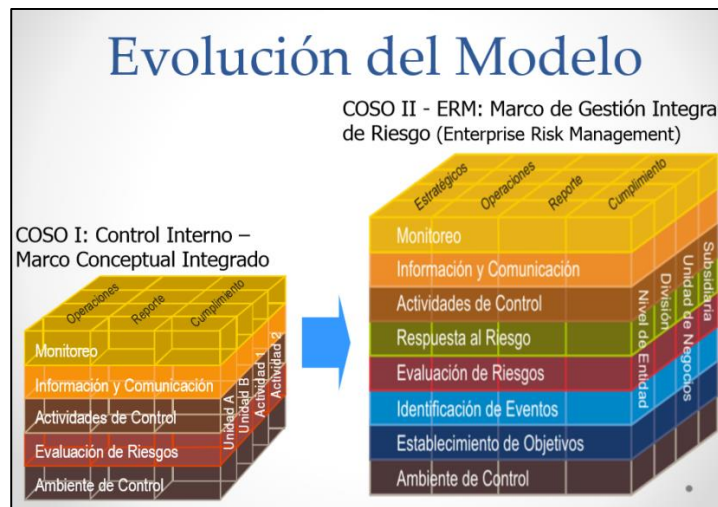 Evolución del Modelo
COSO II - ERM: Marco de Gestión Integra
de Riesgo (Enterprise Risk Management)
Estratégicos
Operaciones
Reporte
Cumplimiento
Monitoreo
Información y Comunicación
Actividades de Control
Respuesta al Riesgo
Evaluación de Riesgos
Identificación de Eventos
Establecimiento de Objetivos
Ambiente de Control
Nivel de Entidad
División
Unidad de Negocios
Subsidiaria
COSO I: Control Interno –
Marco Conceptual Integrado
Operaciones
Reporte
Cumplimiento
Monitoreo
Información y Comunicación
Actividades de Control
Evaluación de Riesgos
Ambiente de Control
Unidad A
Unidad B
Actividad 1
Actividad 2